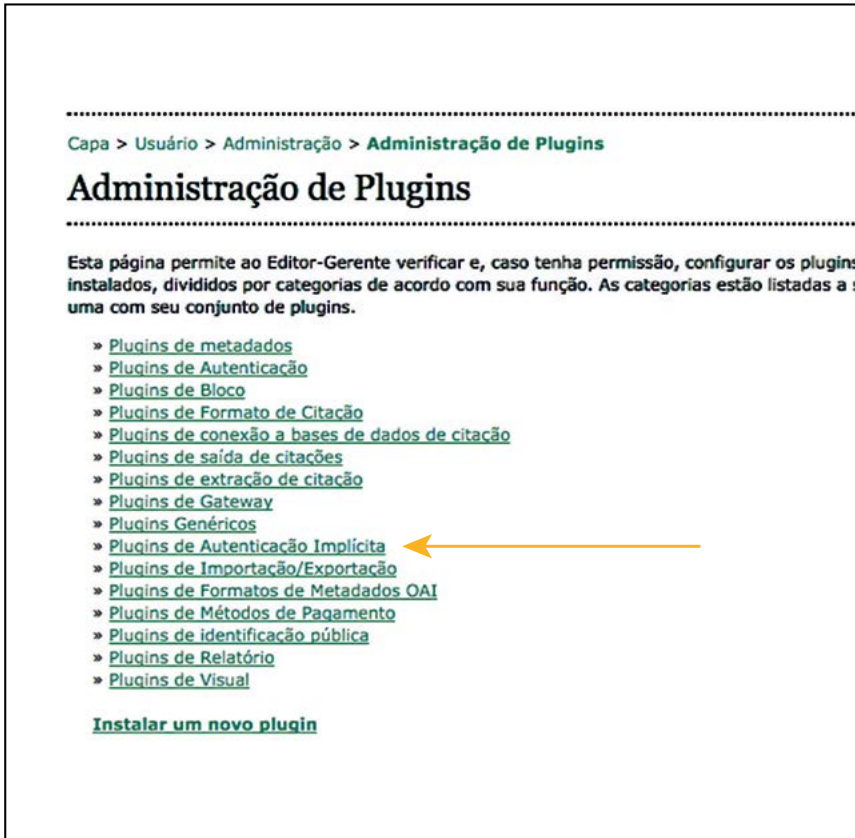 Capa > Usuário > Administração > Administração de Plugins
Administração de Plugins
Esta página permite ao Editor-Gerente verificar e, caso tenha permissão, configurar os plugins
instalados, divididos por categorias de acordo com sua função. As categorias estão listadas a
uma com seu conjunto de plugins.
» Plugins de metadados
» Plugins de Autenticação
» Plugins de Bloco
» Plugins de Formato de Citação
» Plugins de conexão a bases de dados de citação
» Plugins de saída de citações
» Plugins de extração de citação
» Plugins de Gateway
» Plugins Genéricos
» Plugins de Autenticação Implícita
» Plugins de Importação/Exportação
» Plugins de Formatos de Metadados OAI
» Plugins de Métodos de Pagamento
» Plugins de identificação pública
» Plugins de Relatório
» Plugins de Visual
Instalar um novo plugin